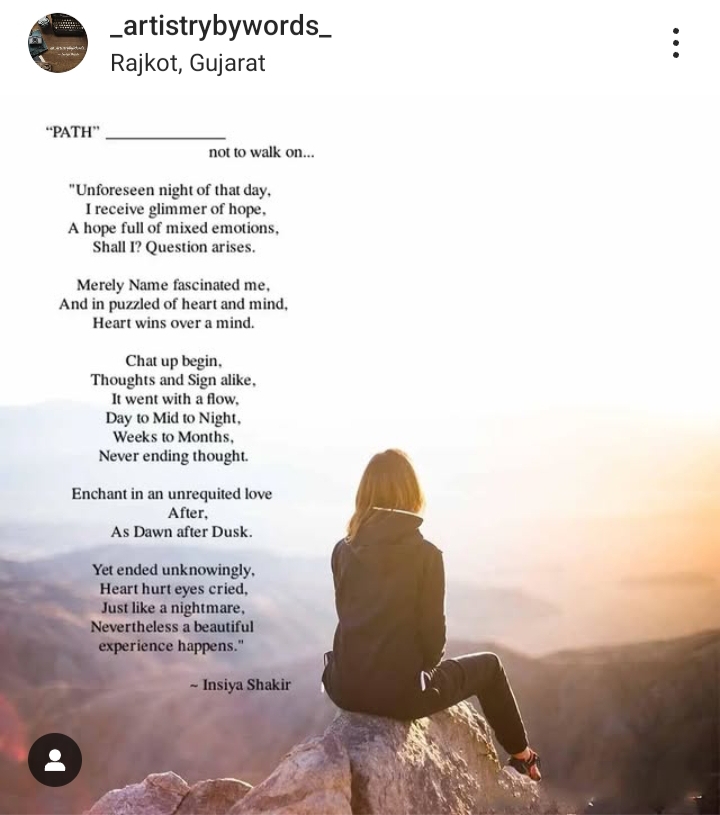 _artistrybywords_
Rajkot, Gujarat
“PATH” _______________
not to walk on...
"Unforeseen night of that day,
I receive glimmer of hope,
A hope full of mixed emotions,
Shall I? Question arises.
Merely Name fascinated me,
And in puzzled of heart and mind,
Heart wins over a mind.
Chat up begin,
Thoughts and Sign alike,
It went with a flow,
Day to Mid to Night,
Weeks to Months,
Never ending thought.
Enchant in an unrequited love
After,
As Dawn after Dusk.
Yet ended unknowingly,
Heart hurt eyes cried,
Just like a nightmare,
Nevertheless a beautiful
experience happens."
~ Insiya Shakir